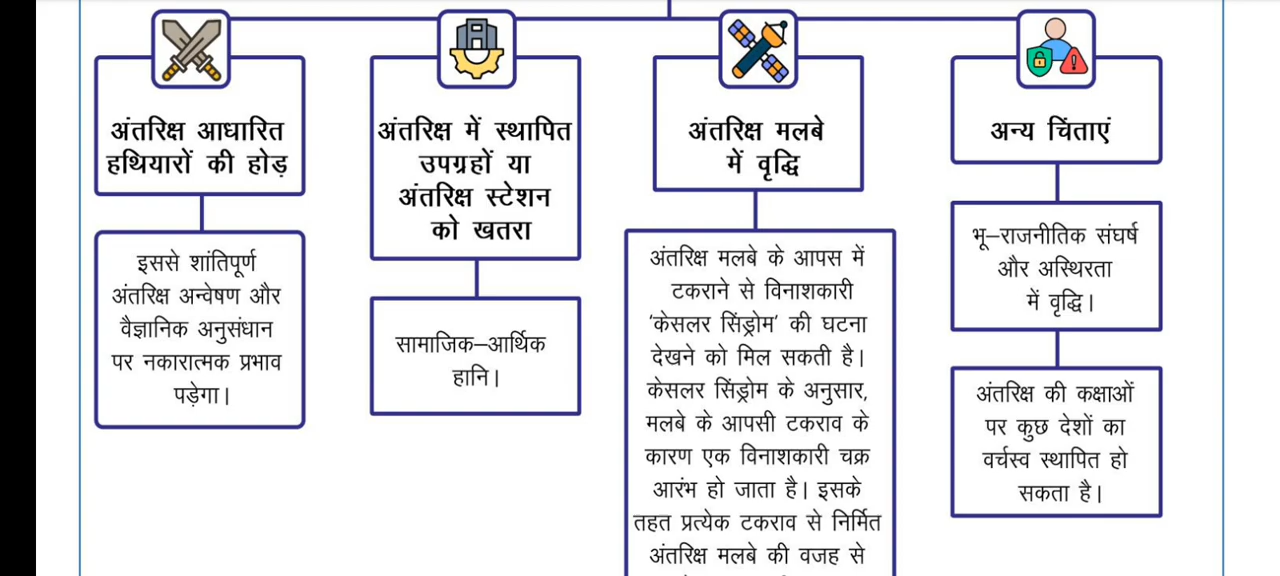 अंतरिक्ष आधारित
हथियारों की होड़
इससे शांतिपूर्ण
अंतरिक्ष अन्वेषण और
वैज्ञानिक अनुसंधान
पर नकारात्मक प्रभाव
पड़ेगा।
अंतरिक्ष में स्थापित
उपग्रहों या
अंतरिक्ष स्टेशन
को खतरा
सामाजिक–आर्थिक
हानि।
अंतरिक्ष मलबे
में वृद्धि
अंतरिक्ष मलबे के आपस में
टकराने से विनाशकारी
'केसलर सिंड्रोम' की घटना
देखने को मिल सकती है।
केसलर सिंड्रोम के अनुसार,
मलबे के आपसी टकराव के
कारण एक विनाशकारी चक्र
आरंभ हो जाता है। इसके
तहत प्रत्येक टकराव से निर्मित
अंतरिक्ष मलबे की वजह से
अन्य चिंताएं
भू–राजनीतिक संघर्ष
और अस्थिरता
में वृद्धि।
अंतरिक्ष की कक्षाओं
पर कुछ देशों का
वर्चस्व स्थापित हो
सकता है।